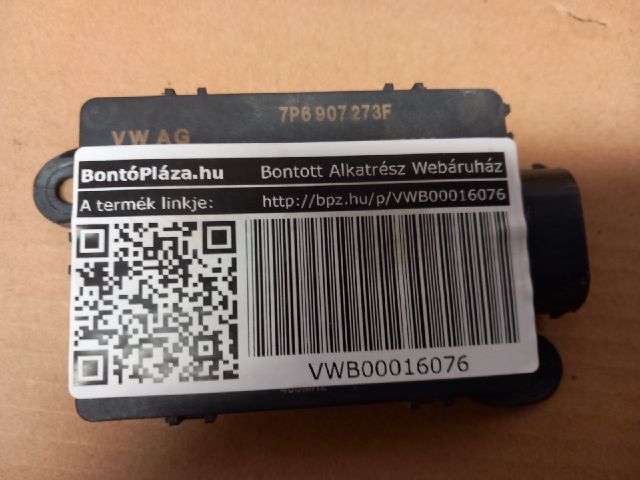 7P6 907 273F
VW AG
BontóPláza.hu Bontott Alkatrész Webáruház
A termék linkje: http://bpz.hu/p/VWB00016076
VWB00016076